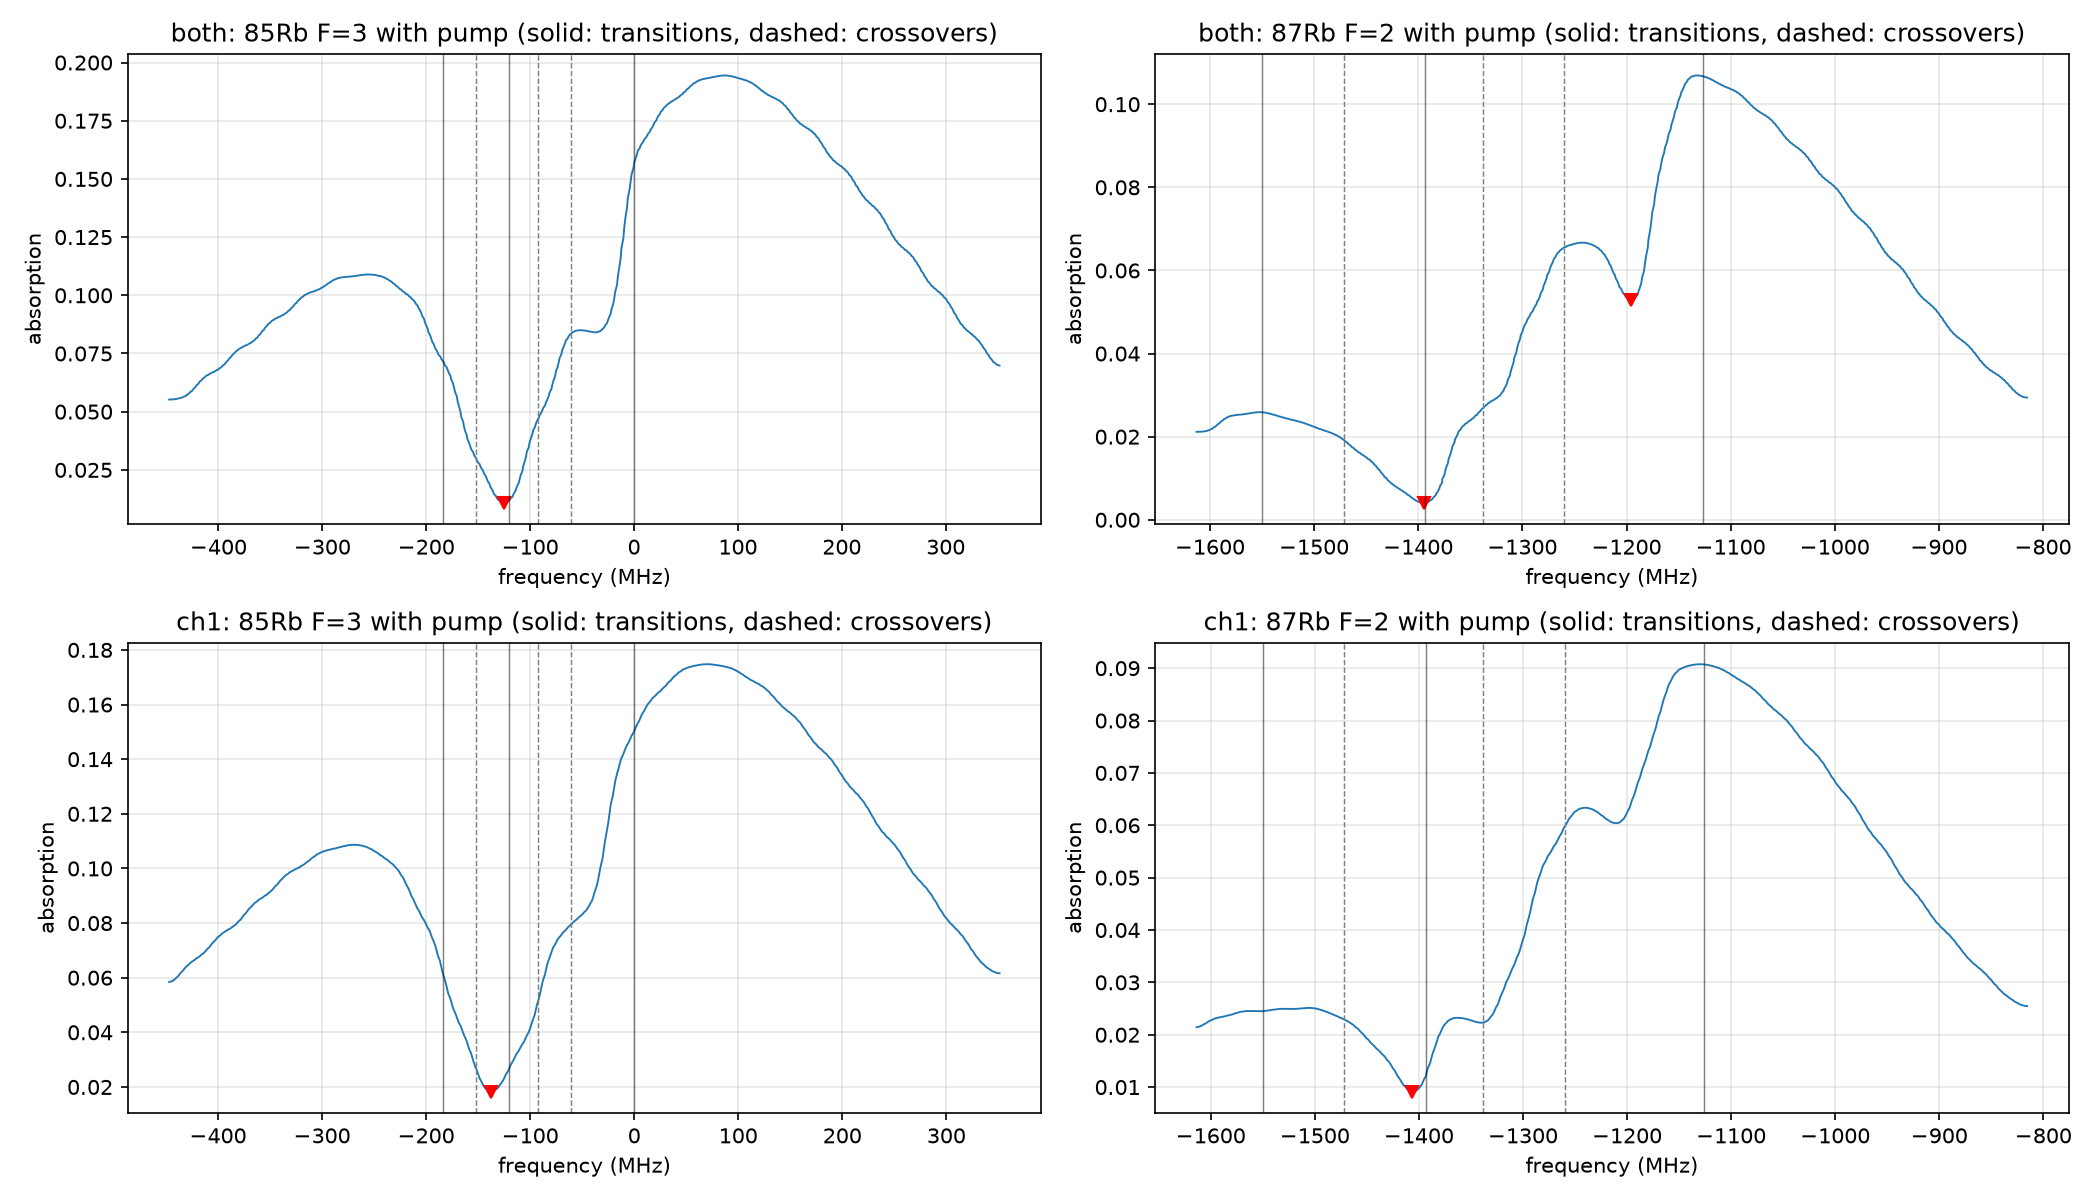 both: 85Rb F=3 with pump (solid: transitions, dashed: crossovers)
0.200
0.175
0.150
0.125
0.100
0.075
0.050
0.025
absorption
−400 −300 −200 −100 0 100 200 300
frequency (MHz)
both: 87Rb F=2 with pump (solid: transitions, dashed: crossovers)
0.10
0.08
0.06
0.04
0.02
0.00
absorption
−1600 −1500 −1400 −1300 −1200 −1100 −1000 −900 −800
frequency (MHz)
ch1: 85Rb F=3 with pump (solid: transitions, dashed: crossovers)
0.18
0.16
0.14
0.12
0.10
0.08
0.06
0.04
0.02
absorption
−400 −300 −200 −100 0 100 200 300
frequency (MHz)
ch1: 87Rb F=2 with pump (solid: transitions, dashed: crossovers)
0.09
0.08
0.07
0.06
0.05
0.04
0.03
0.02
0.01
absorption
−1600 −1500 −1400 −1300 −1200 −1100 −1000 −900 −800
frequency (MHz)